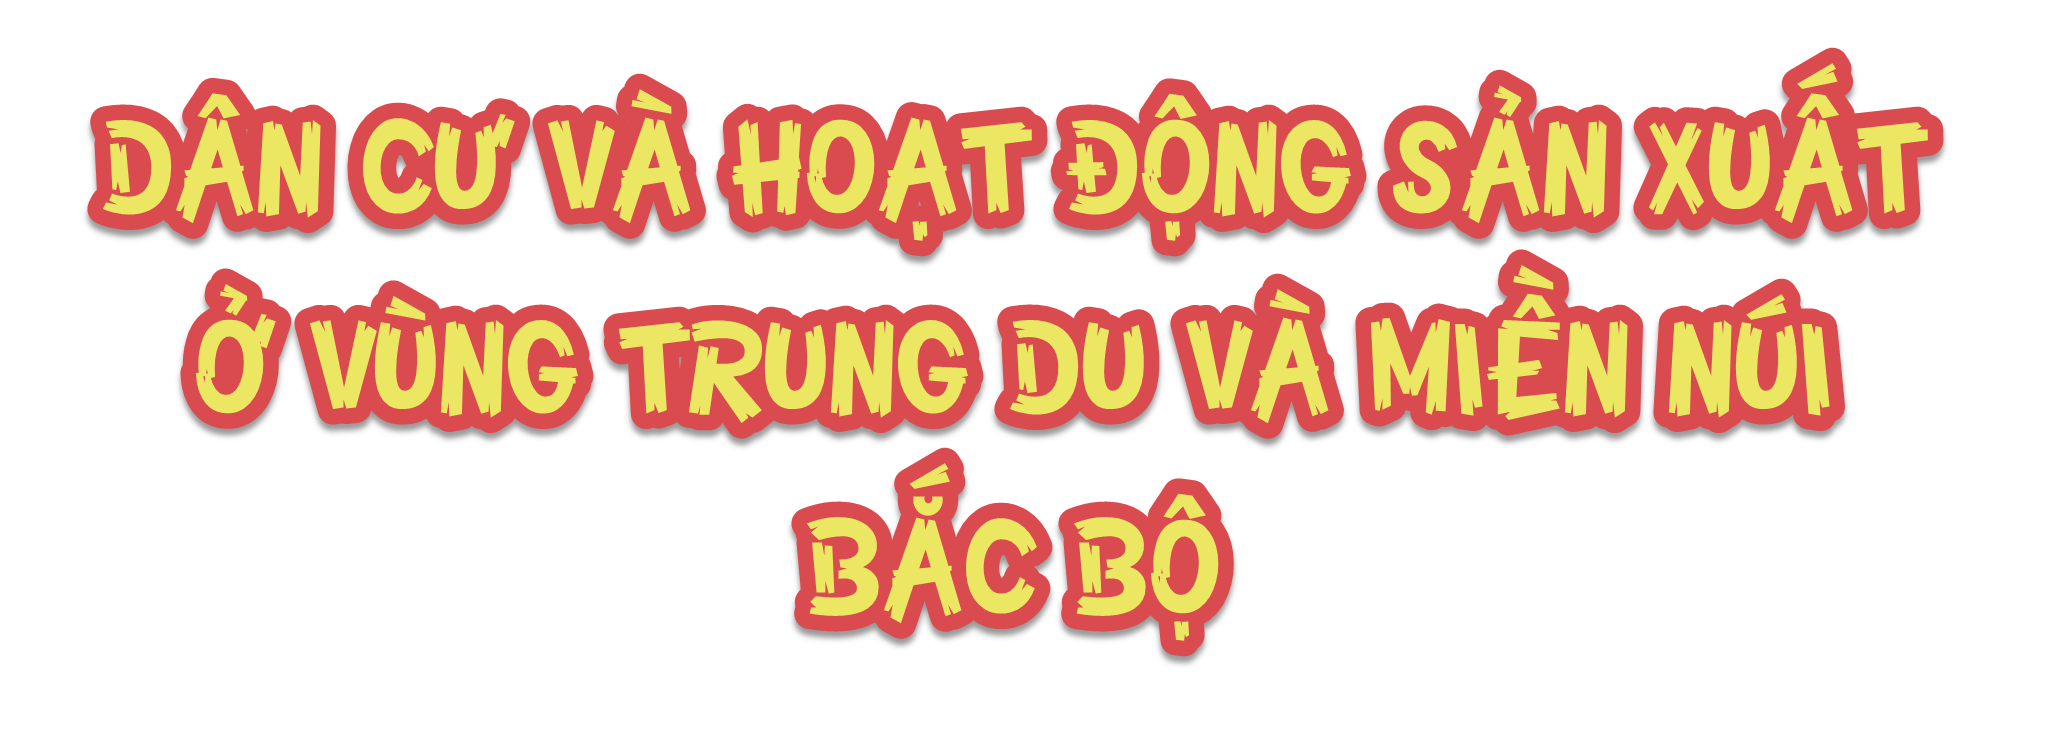 DÂN CƯ VÀ HOẠT ĐỘNG SẢN XUẤT
Ở VÙNG TRUNG DU VÀ MIỀN NÚI
BẮC BỘ